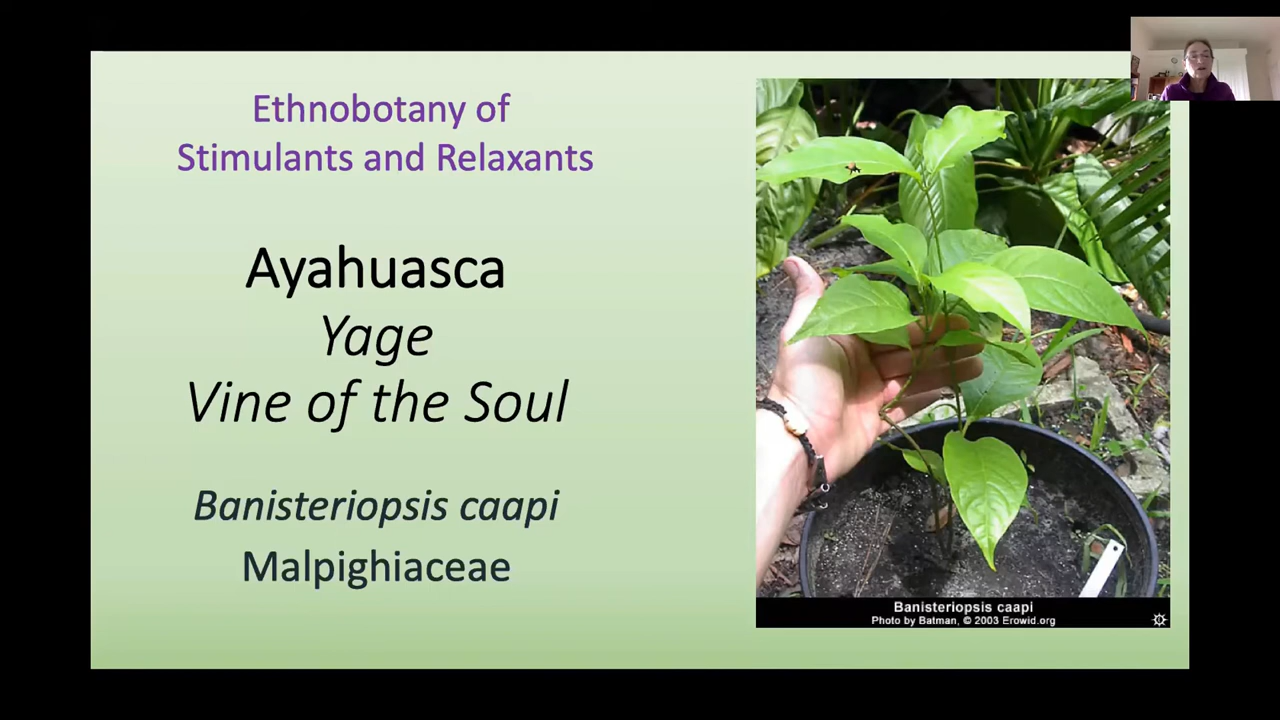 Ethnobotany of
Stimulants and Relaxants
Ayahuasca
Yage
Vine of the Soul
Banisteriopsis caapi
Malpighiaceae
Banisteriopsis caapi
Photo by Batman, © 2003 Erowid.org